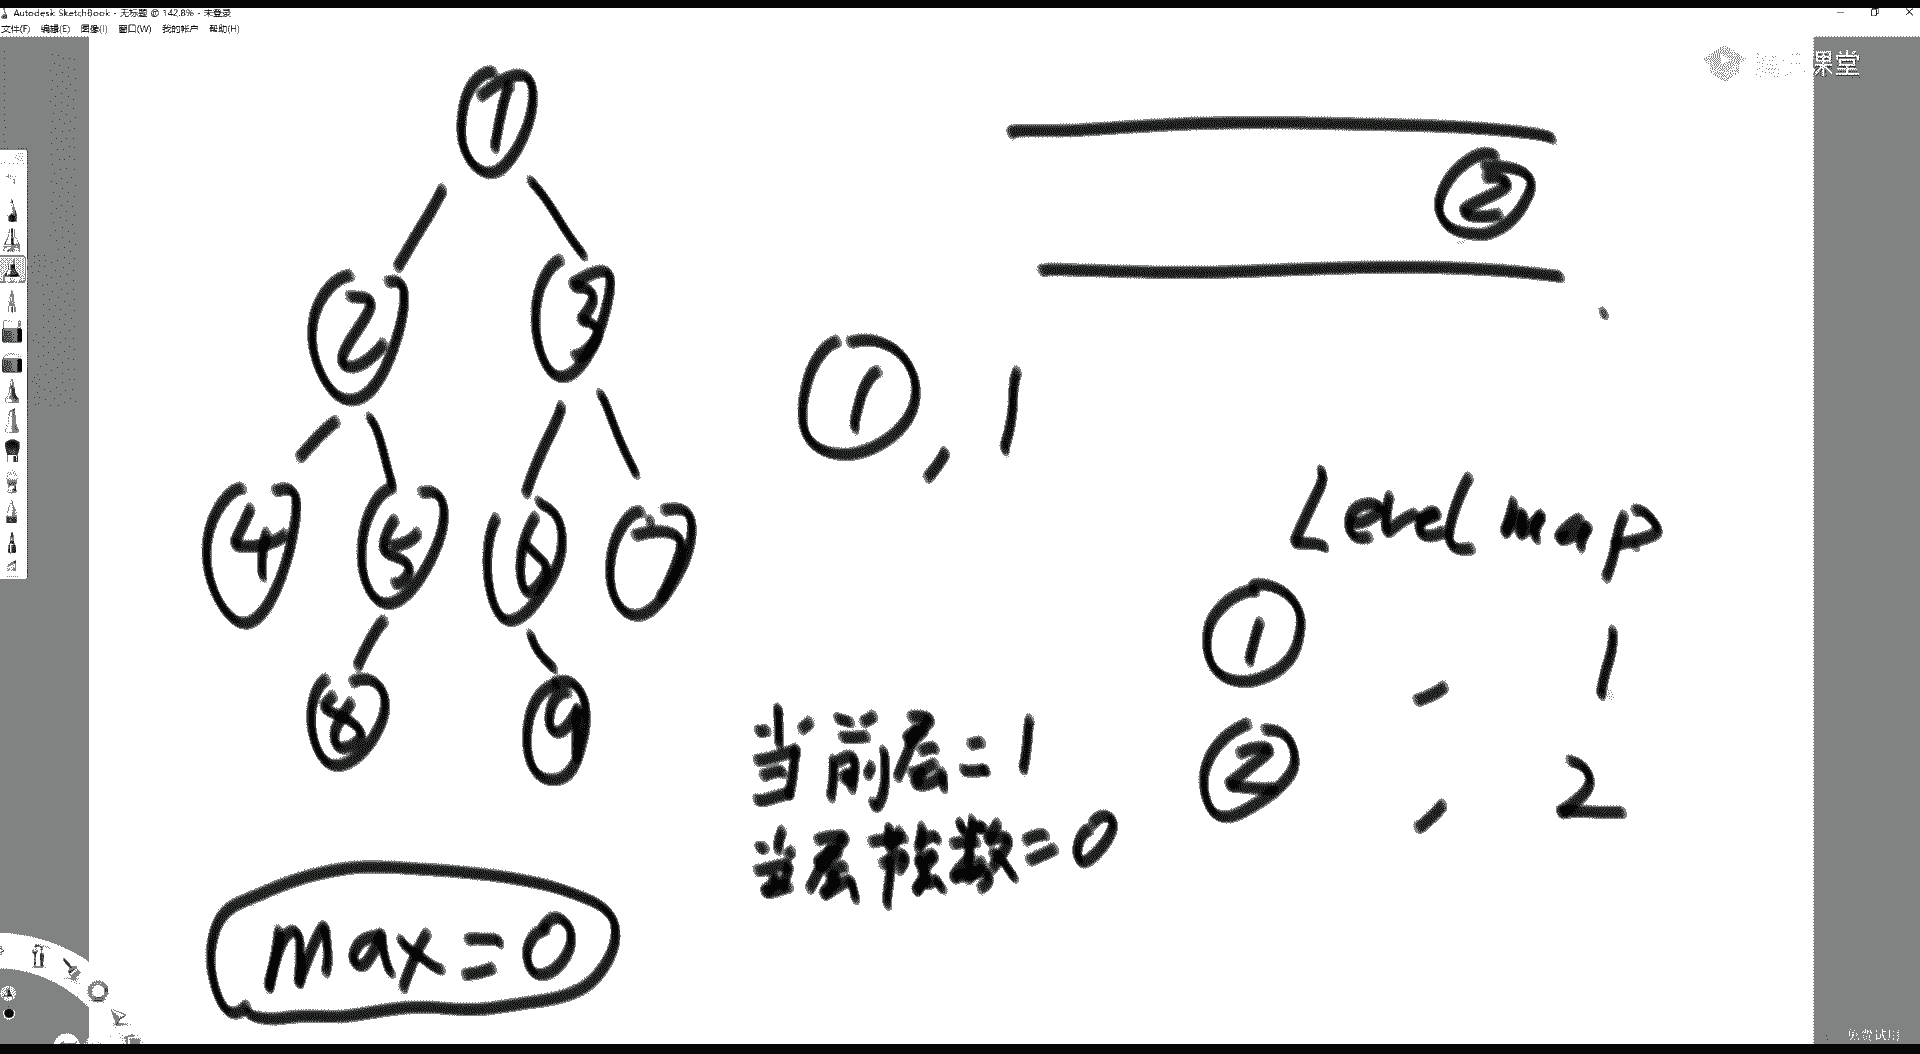 Autodesk SketchBook - 无标题 @ 142.8% - 未登录
文件(F) 编辑(E) 图像(I) 窗口(W) 我的帐户 帮助(H)
课堂
1
2
2 3
1 , 1
4 5 6 7
Level map
1 , 1
8 9
2 , 2
当前层=1
当层节点数=0
max=0
免费试用